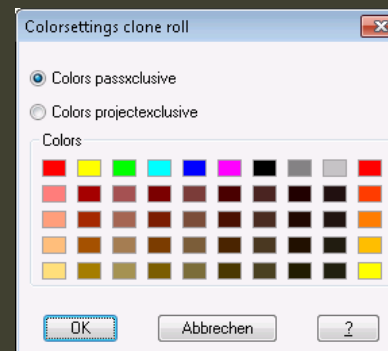 Colorsettings clone roll
Colors passxclusive
Colors projectexclusive
Colors
OK
Abbrechen
?